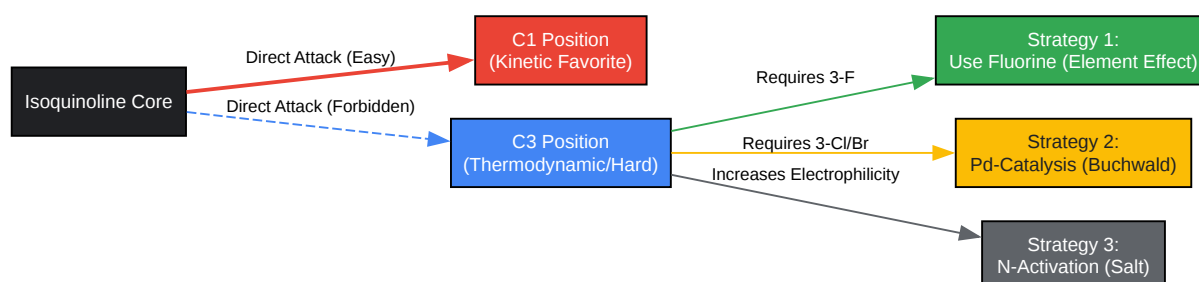 Isoquinoline Core
Direct Attack (Easy)
Direct Attack (Forbidden)
C1 Position
(Kinetic Favorite)
C3 Position
(Thermodynamic/Hard)
Requires 3-F
Requires 3-Cl/Br
Increases Electrophilicity
Strategy 1:
Use Fluorine (Element Effect)
Strategy 2:
Pd-Catalysis (Buchwald)
Strategy 3:
N-Activation (Salt)